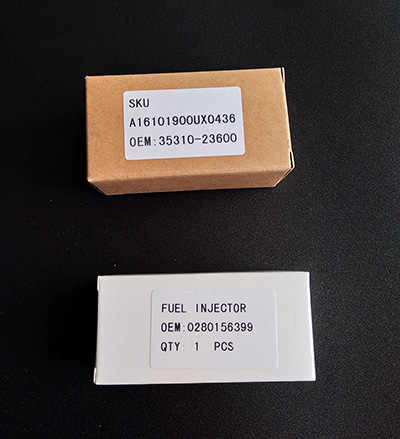 SKU
A16101900UX0436
OEM:35310-23600
FUEL INJECTOR
OEM:0280156399
QTY: 1 PCS